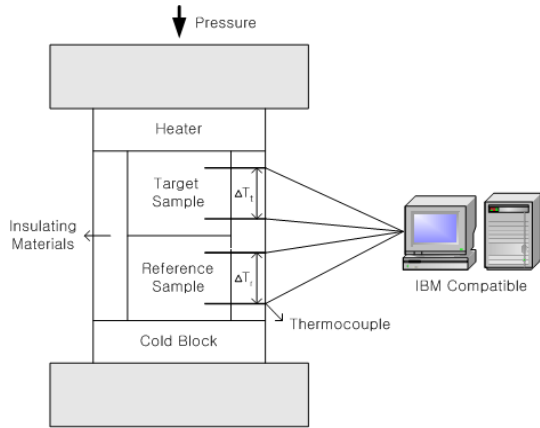 Pressure
Heater
Target
Sample
ΔTt
Insulating
Materials
Reference
Sample
ΔTr
IBM Compatible
Thermocouple
Cold Block